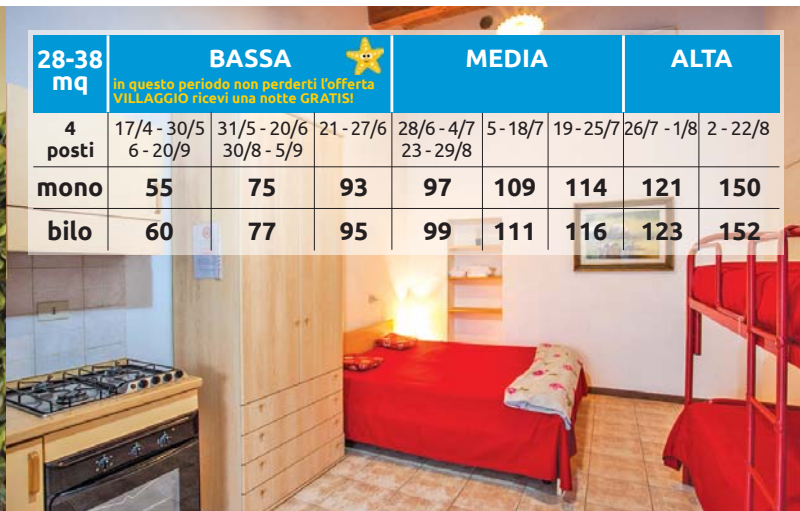 28-38 mq BASSA MEDIA ALTA
in questo periodo non perderti l'offerta
VILLAGGIO ricevi una notte GRATIS!
4 posti 17/4 - 30/5 31/5 - 20/6 21 - 27/6 28/6 - 4/7 5 - 18/7 19 - 25/7 26/7 - 1/8 2 - 22/8
6 - 20/9 30/8 - 5/9 23 - 29/8
mono 55 75 93 97 109 114 121 150
bilo 60 77 95 99 111 116 123 152